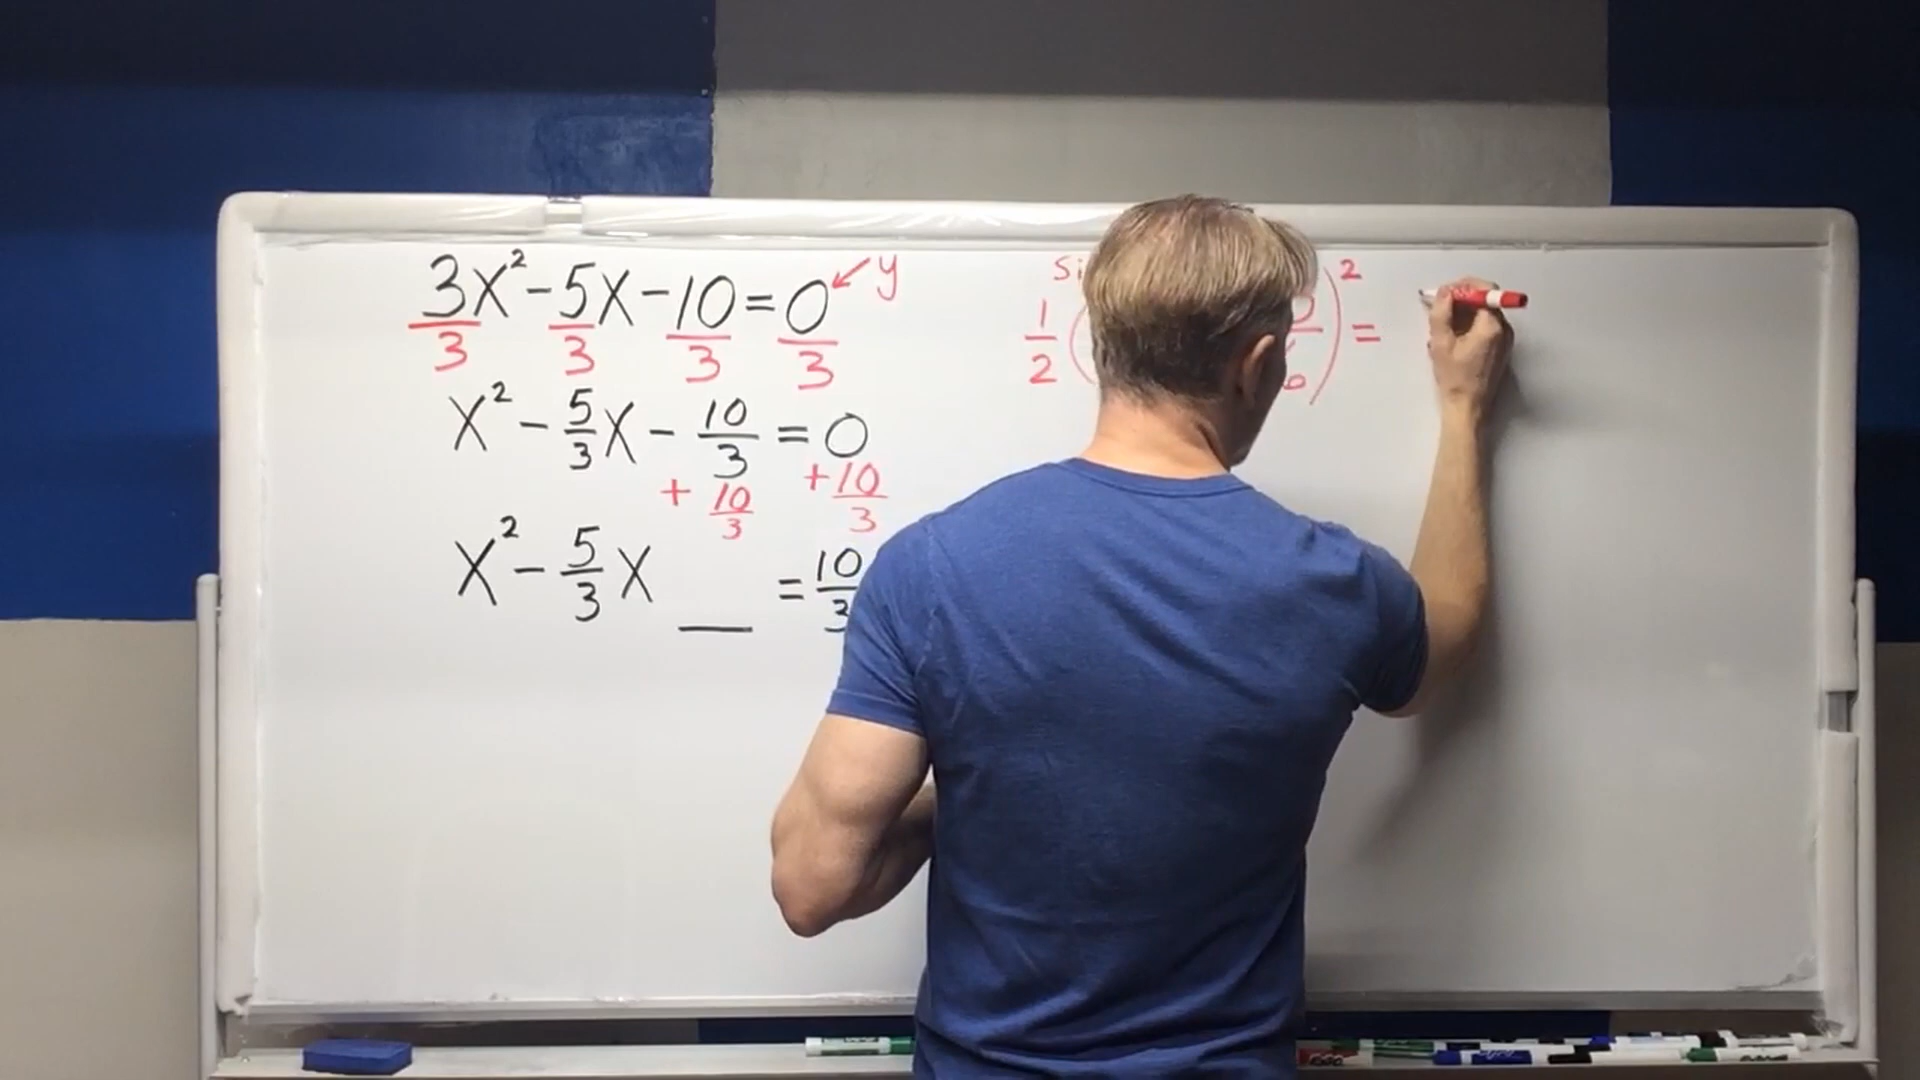 3x² - 5x - 10 = 0 ← y
3 3 3 3
x² - 5/3 x - 10/3 = 0
+ 10/3 + 10/3
x² - 5/3 x ___ = 10/3
1/2 ( )² =
6